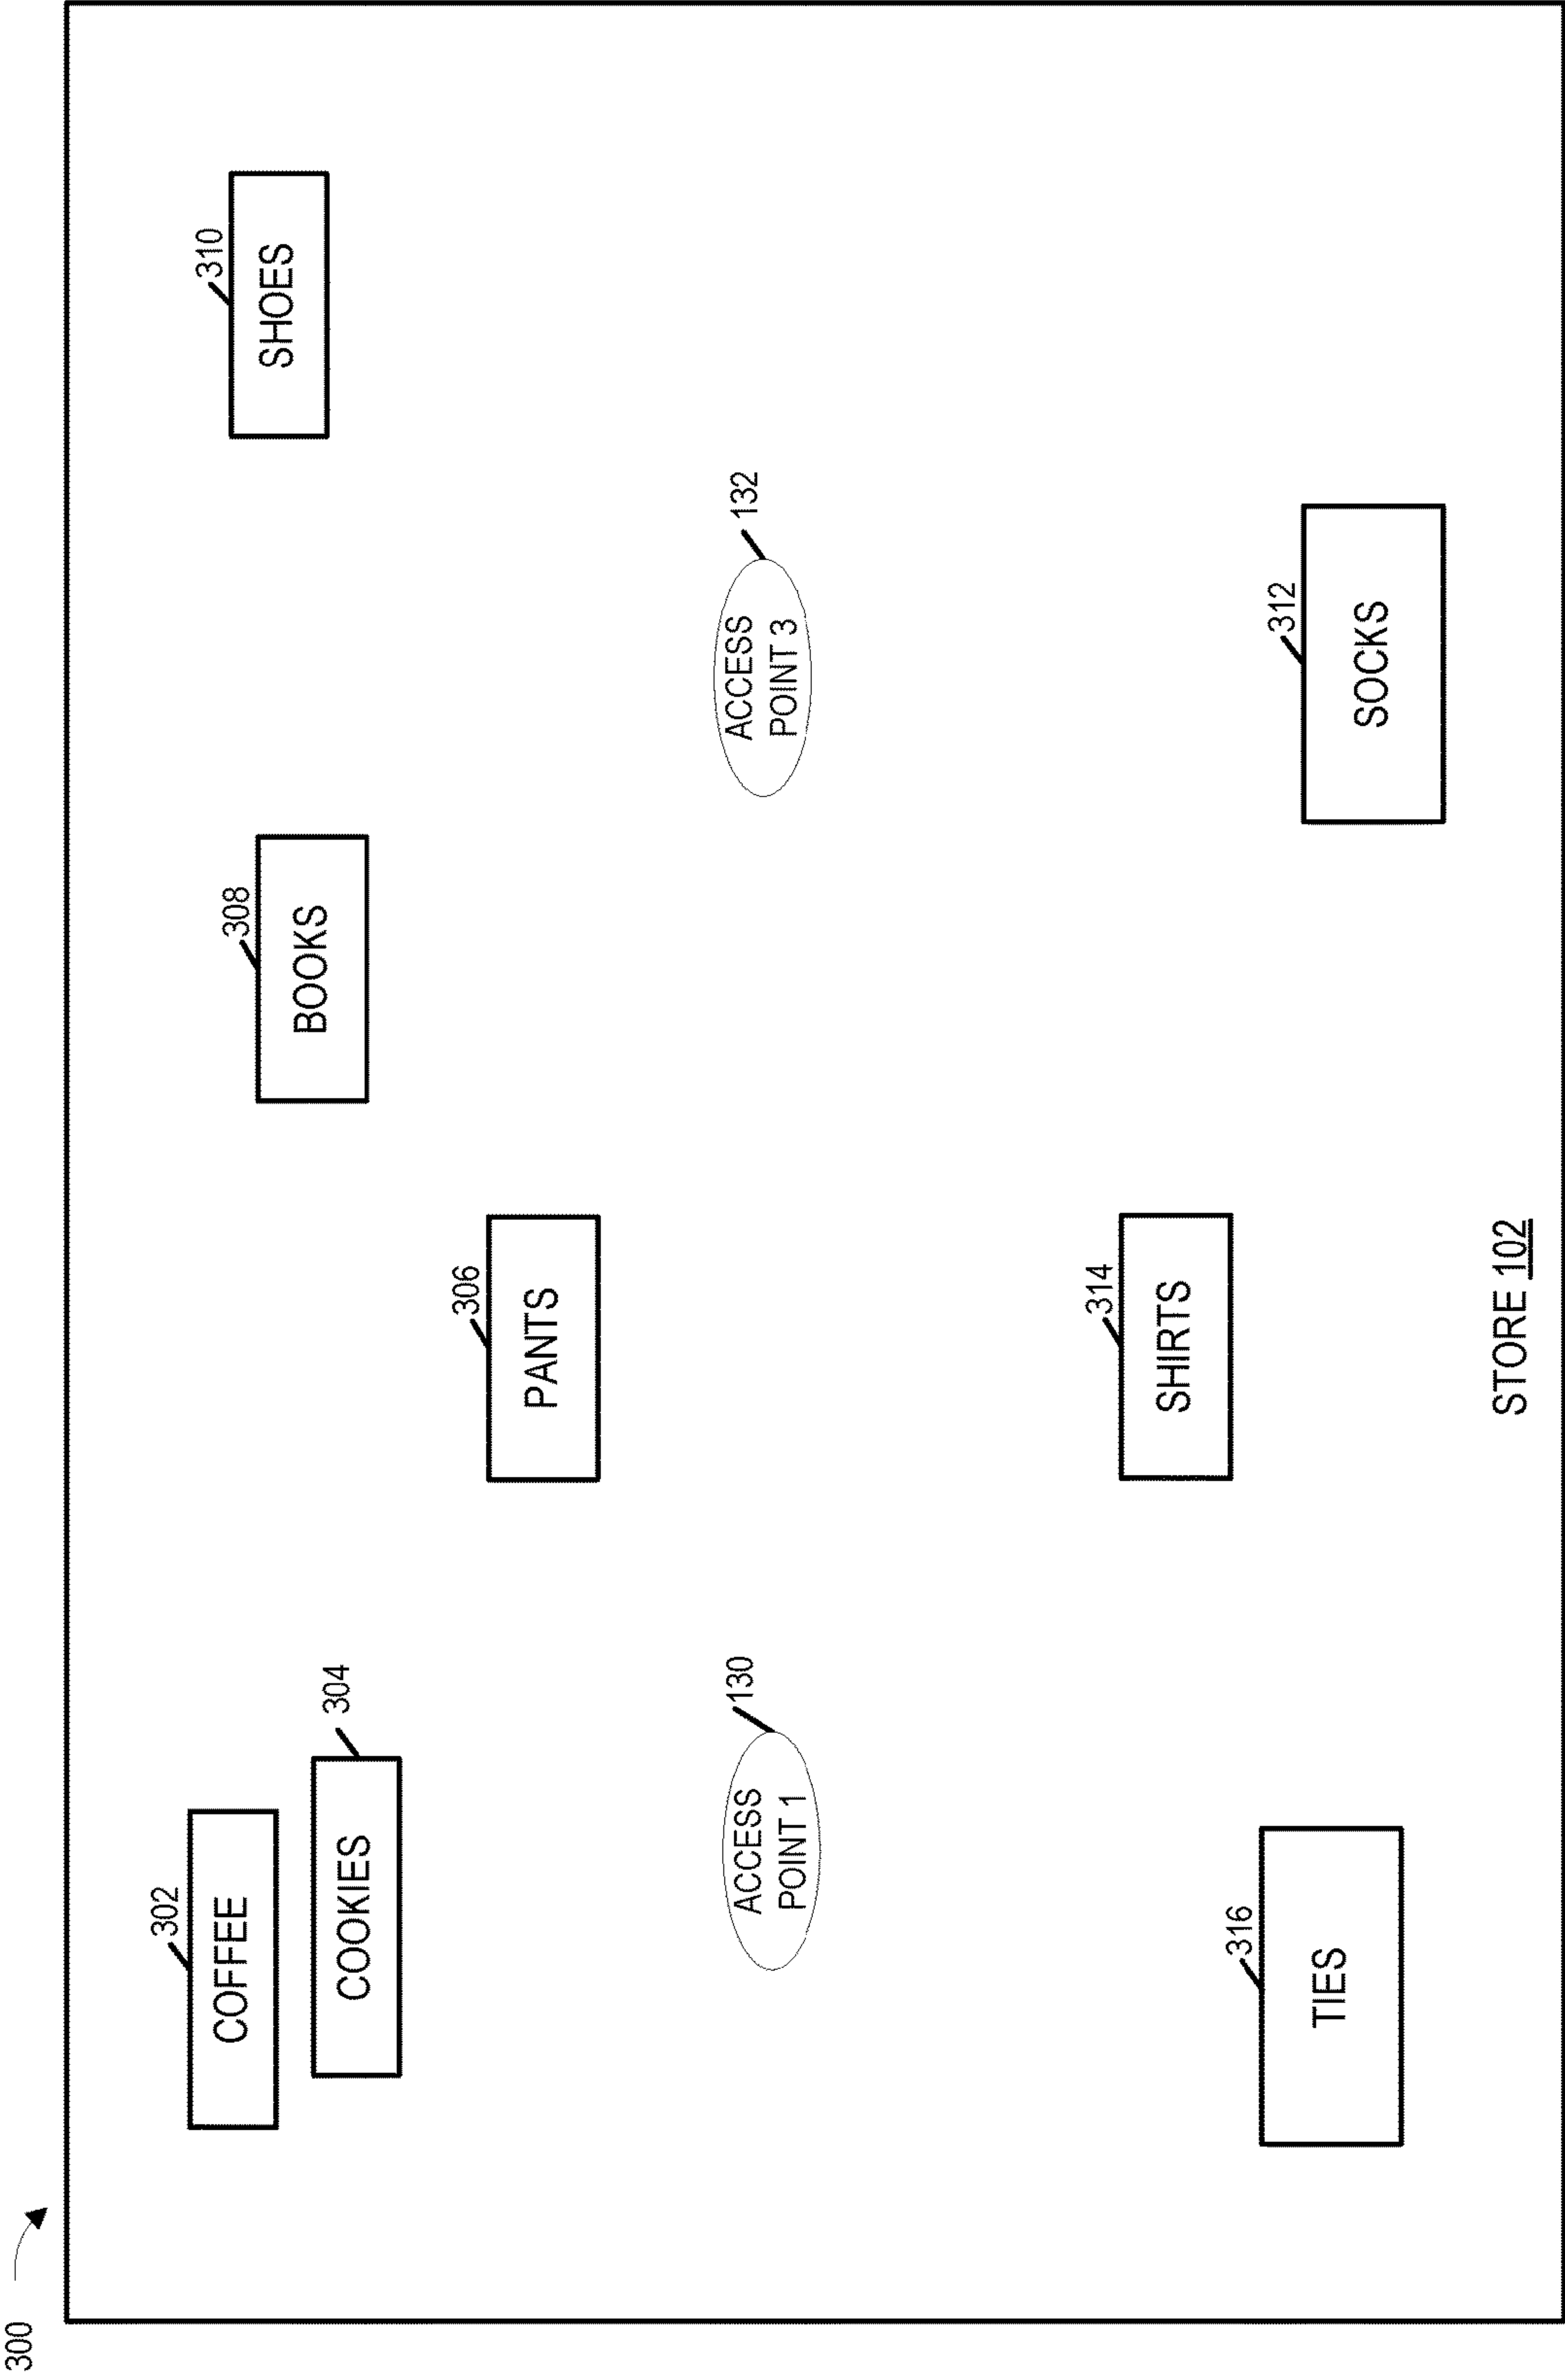 300
302
COFFEE
304
COOKIES
306
PANTS
308
BOOKS
310
SHOES
130
ACCESS
POINT 1
132
ACCESS
POINT 3
316
TIES
314
SHIRTS
312
SOCKS
STORE 102